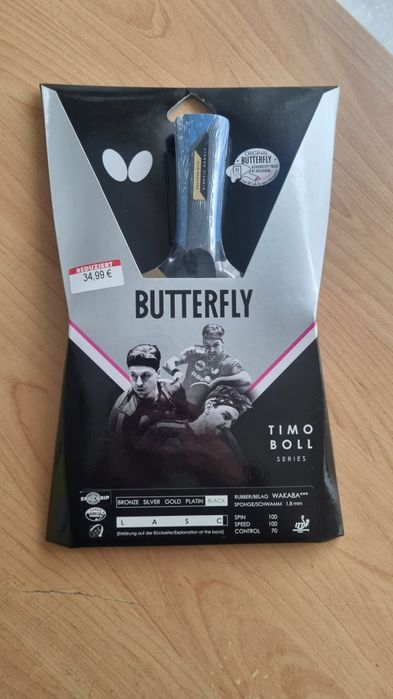 ORIGINAL
BUTTERFLY
REDUZIERT
34,99 €
BUTTERFLY
TIMO
BOLL
SERIES
BRONZE SILVER GOLD PLATIN BLACK
RUBBER/BELAG WAKABA***
SPONGE/SCHWAMM 1,8 mm
L A S C
SPIN 100
SPEED 100
CONTROL 70
(Erklärung auf der Rückseite/Explanation at the back)